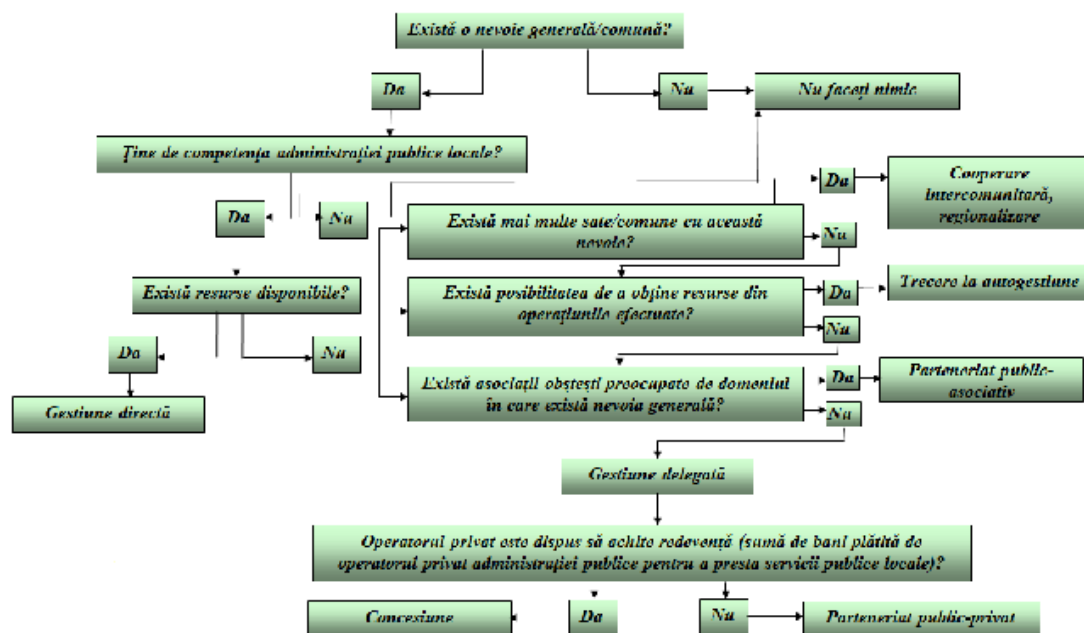 Există o nevoie generală/comună?
Da
Nu
Nu faceți nimic
Ține de competența administrației publice locale?
Da
Nu
Da
Cooperare
intercomunitară,
regionalizare
Există mai multe sate/comune cu această
nevoie?
Nu
Există resurse disponibile?
Există posibilitatea de a obține resurse din
operațiunile efectuate?
Da
Trecere la autogestiune
Nu
Da
Nu
Există asociații obștești preocupate de domeniul
în care există nevoia generală?
Da
Parteneriat public-
asociativ
Nu
Gestiune directă
Gestiune delegată
Operatorul privat este dispus să achite redevență (sumă de bani plătită de
operatorul privat administrației publice pentru a presta servicii publice locale)?
Concesiune
Da
Nu
Parteneriat public-privat